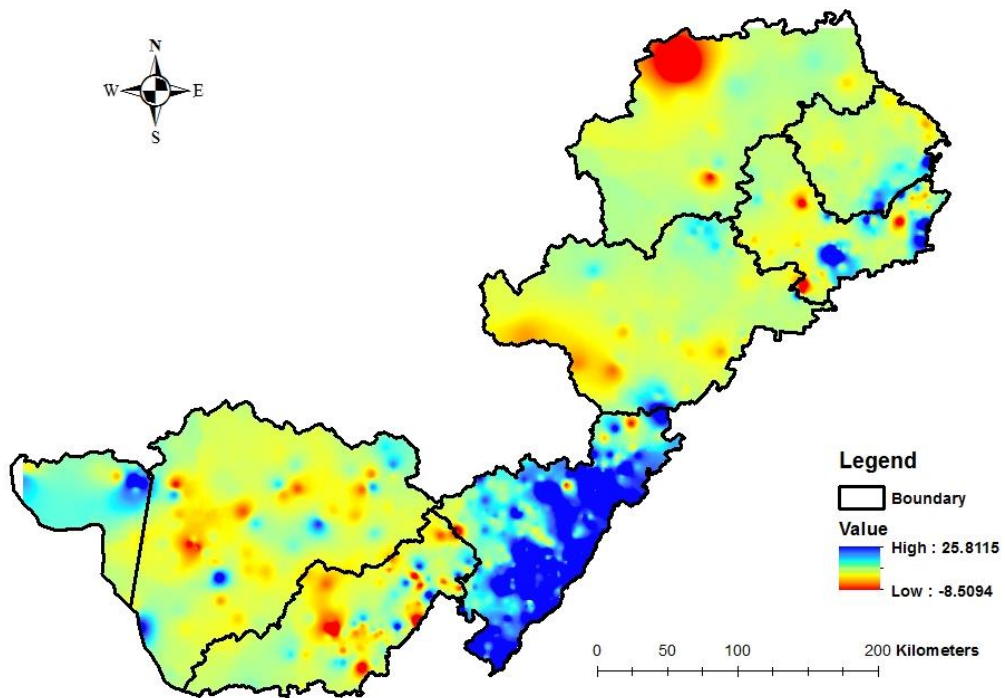 N
W E
S
Legend
Boundary
Value
High : 25.8115
Low : -8.5094
0 50 100 200 Kilometers